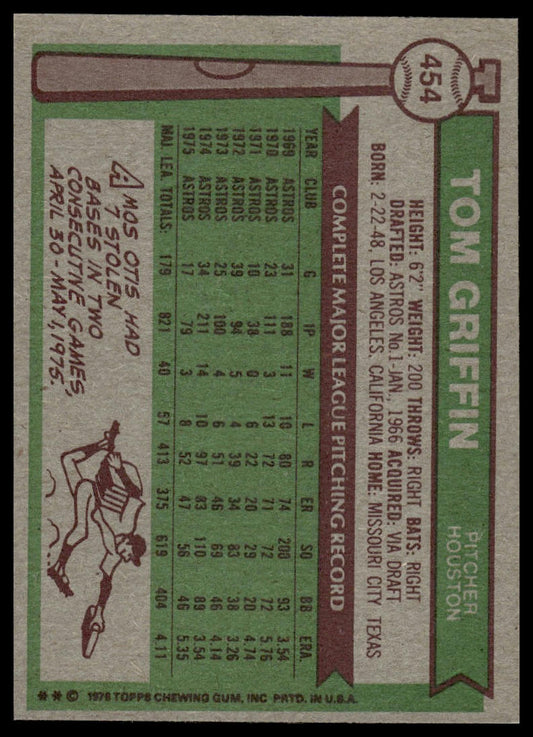 454
TOM GRIFFIN
PITCHER
HOUSTON
HEIGHT: 6'2" WEIGHT: 200 THROWS: RIGHT BATS: RIGHT
DRAFTED: ASTROS No. 1-JAN., 1966 ACQUIRED: VIA DRAFT
BORN: 2-22-48, LOS ANGELES, CALIFORNIA HOME: MISSOURI CITY, TEXAS
COMPLETE MAJOR LEAGUE PITCHING RECORD
YEAR CLUB G IP W L R ER SO BB ERA.
1969 ASTROS 31 188 11 10 80 74 200 93 3.54
1970 ASTROS 23 111 3 13 72 71 72 72 5.76
1971 ASTROS 10 38 0 6 22 20 29 20 4.74
1972 ASTROS 39 94 5 4 39 34 83 38 3.26
1973 ASTROS 25 100 4 6 51 46 69 46 4.14
1974 ASTROS 34 211 14 10 97 83 110 89 3.54
1975 ASTROS 17 79 3 8 52 47 56 46 5.35
MAJ. LEA. TOTALS: 179 821 40 57 413 375 619 404 4.11
AMOS OTIS HAD
7 STOLEN
BASES IN TWO
CONSECUTIVE GAMES,
APRIL 30 - MAY 1, 1975.
** © 1976 TOPPS CHEWING GUM, INC PRTD. IN U.S.A.